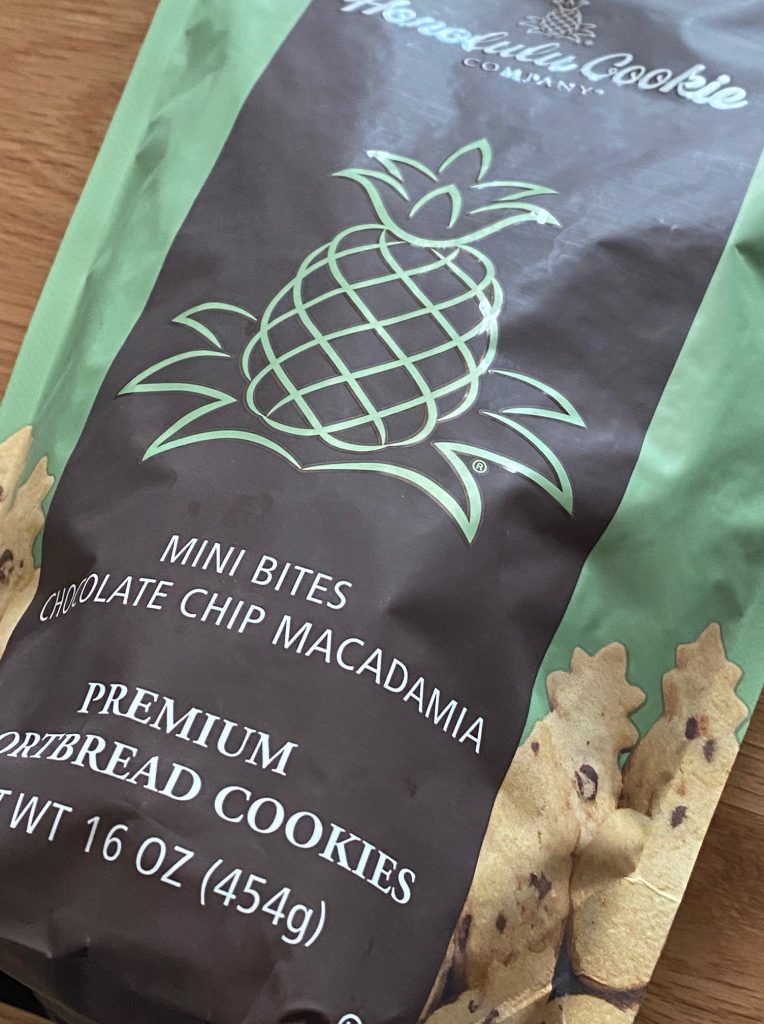 Honolulu Cookie
COMPANY®
®
MINI BITES
CHOCOLATE CHIP MACADAMIA
PREMIUM
ORTBREAD COOKIES
T WT 16 OZ (454g)